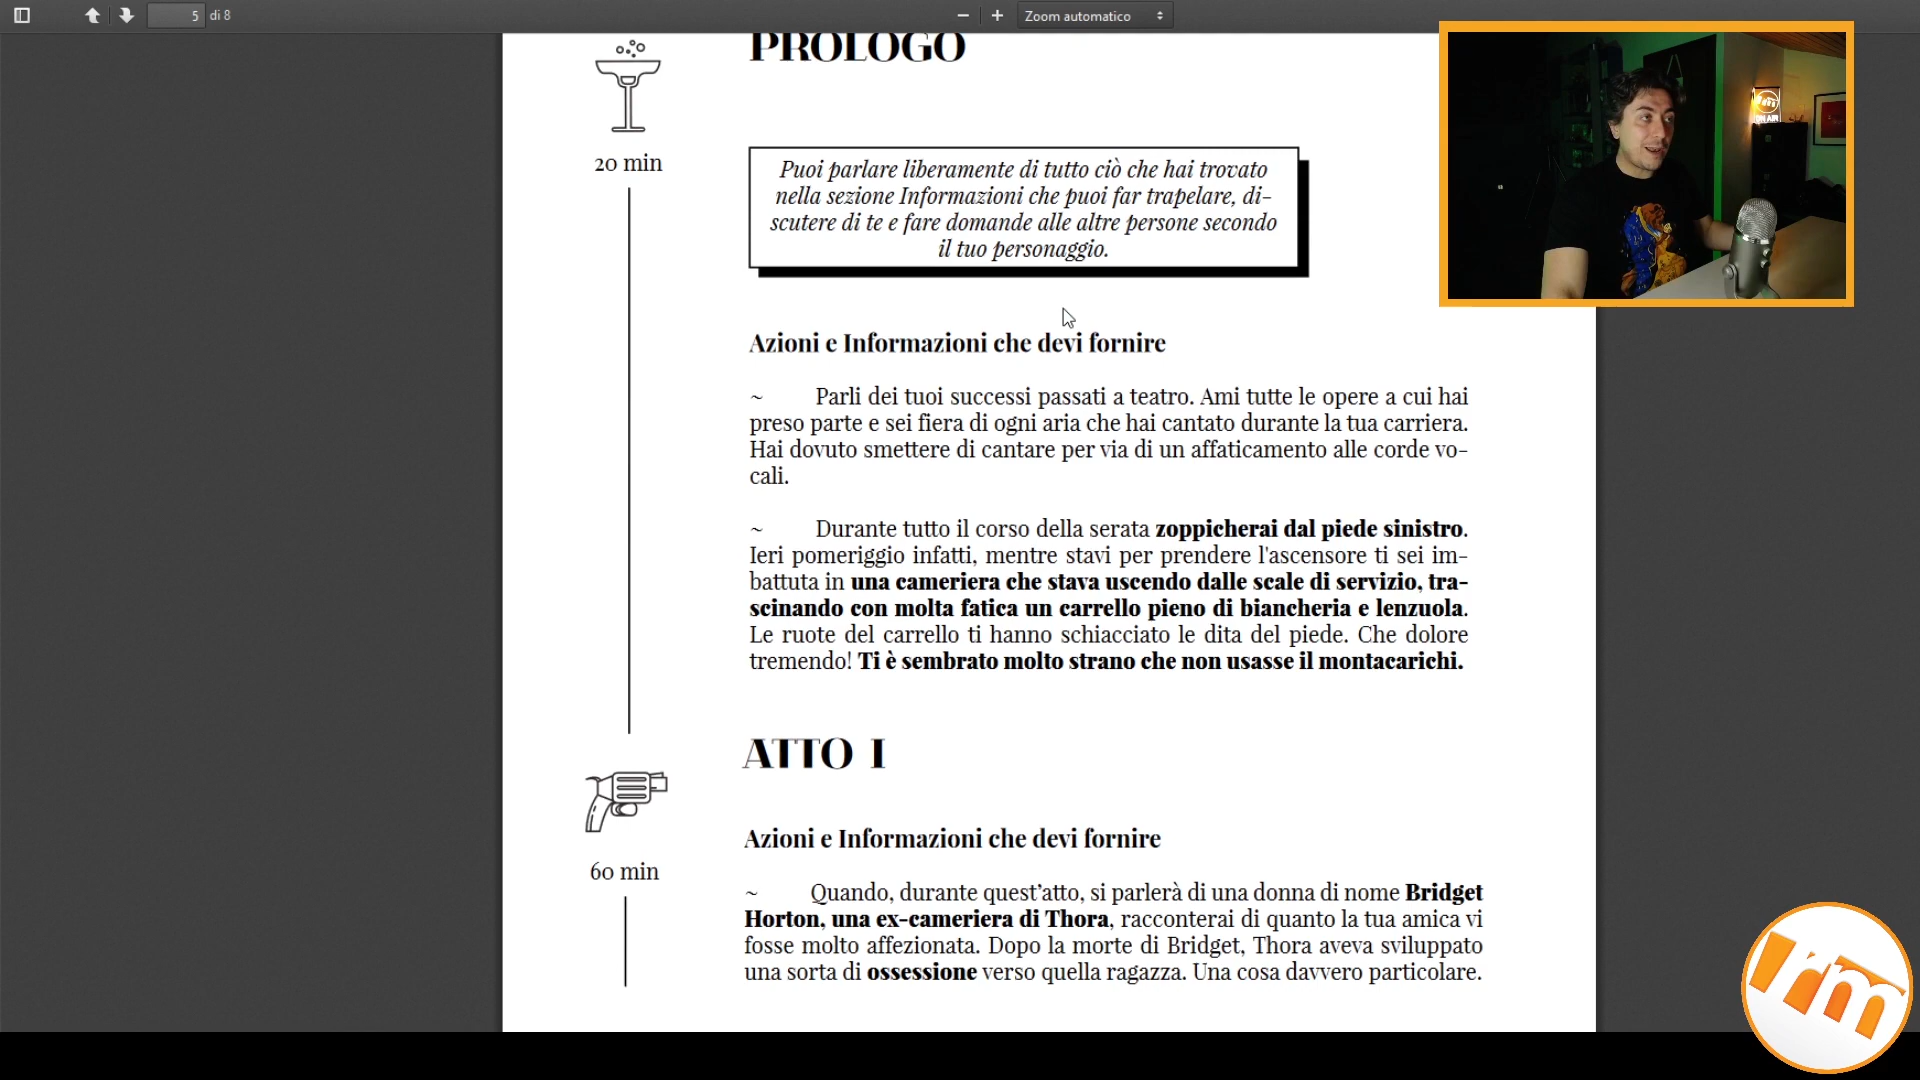 5 di 8
Zoom automatico
PROLOGO
20 min
Puoi parlare liberamente di tutto ciò che hai trovato
nella sezione Informazioni che puoi far trapelare, di-
scutere di te e fare domande alle altre persone secondo
il tuo personaggio.
Azioni e Informazioni che devi fornire
~ Parli dei tuoi successi passati a teatro. Ami tutte le opere a cui hai
preso parte e sei fiera di ogni aria che hai cantato durante la tua carriera.
Hai dovuto smettere di cantare per via di un affaticamento alle corde vo-
cali.
~ Durante tutto il corso della serata zoppicherai dal piede sinistro.
Ieri pomeriggio infatti, mentre stavi per prendere l'ascensore ti sei im-
battuta in una cameriera che stava uscendo dalle scale di servizio, tra-
scinando con molta fatica un carrello pieno di biancheria e lenzuola.
Le ruote del carrello ti hanno schiacciato le dita del piede. Che dolore
tremendo! Ti è sembrato molto strano che non usasse il montacarichi.
ATTO I
60 min
Azioni e Informazioni che devi fornire
~ Quando, durante quest’atto, si parlerà di una donna di nome Bridget
Horton, una ex-cameriera di Thora, racconterai di quanto la tua amica vi
fosse molto affezionata. Dopo la morte di Bridget, Thora aveva sviluppato
una sorta di ossessione verso quella ragazza. Una cosa davvero particolare.
ON AIR
irm